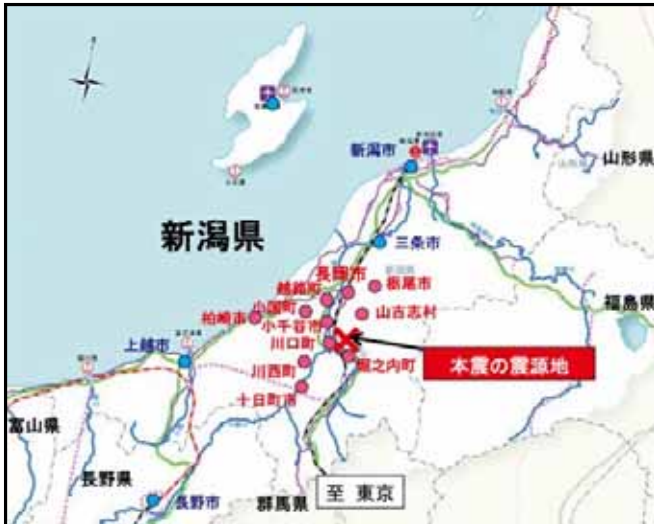 新潟市
山形県
新潟県
三条市
長岡市
栃尾市
越路町
小国町
山古志村
柏崎市
小千谷市
福島県
川口町
上越市
堀之内町
本震の震源地
川西町
十日町市
富山県
長野県
群馬県
至 東京
長野市